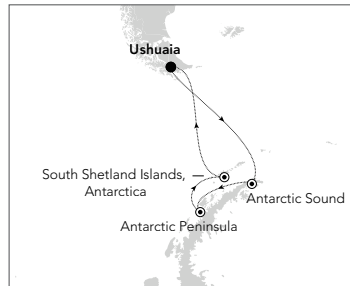 Ushuaia
South Shetland Islands,
Antarctica
Antarctic Sound
Antarctic Peninsula